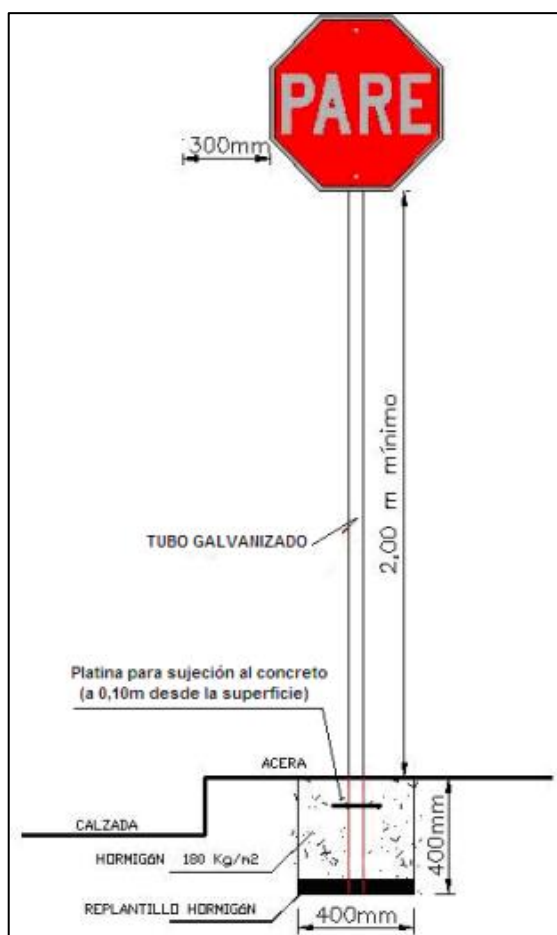 PARE
300mm
2,00 m mínimo
TUBO GALVANIZADO
Platina para sujeción al concreto
(a 0,10m desde la superficie)
ACERA
CALZADA
HORMIGóN 180 Kg/m2
400mm
REPLANTILLO HORMIGóN
400mm